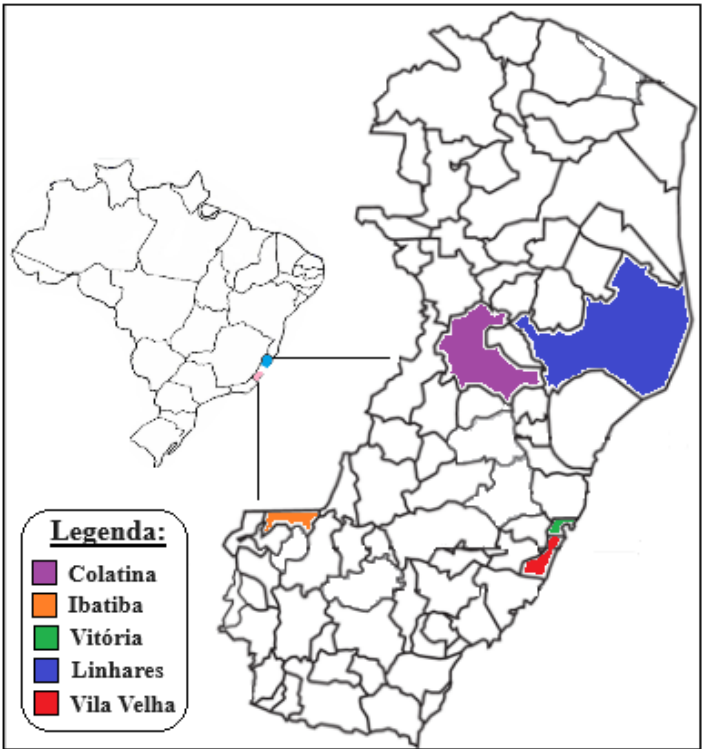 Legenda:
Colatina
Ibatiba
Vitória
Linhares
Vila Velha